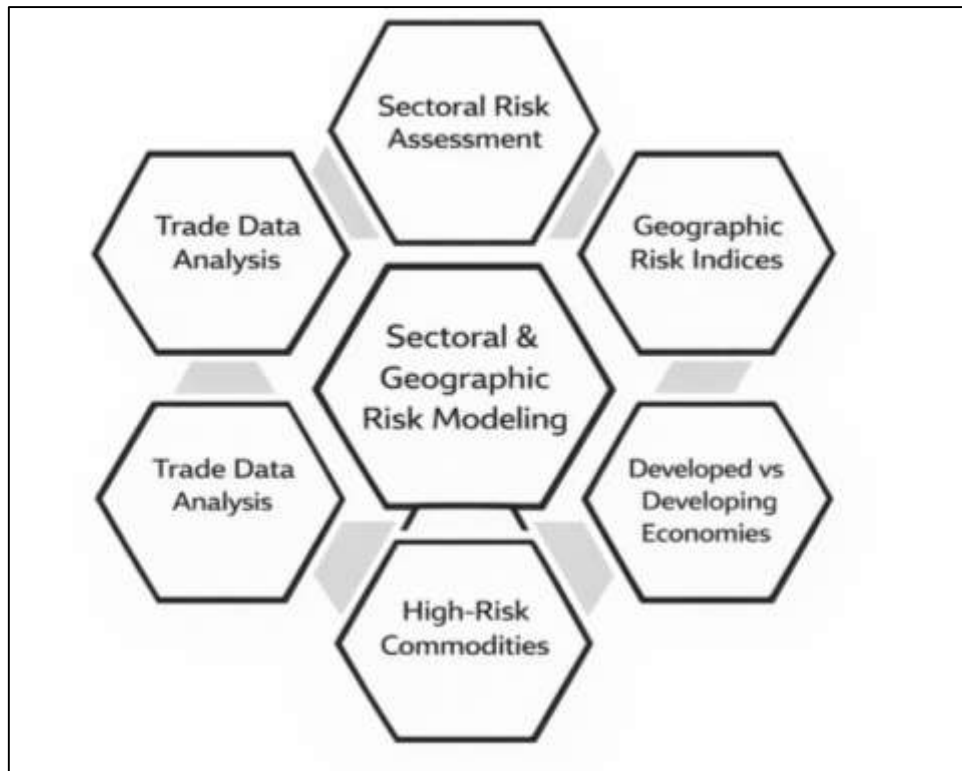 Sectoral Risk
Assessment
Trade Data
Analysis
Geographic
Risk Indices
Sectoral &
Geographic
Risk Modeling
Trade Data
Analysis
Developed vs
Developing
Economies
High-Risk
Commodities